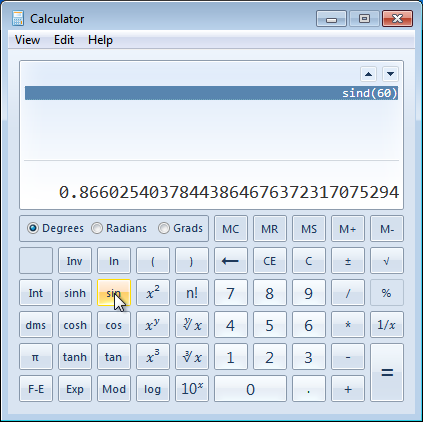 Calculator
View Edit Help
sind(60)
0.86602540378443864676372317075294
Degrees Radians Grads MC MR MS M+ M-
Inv ln ( ) ← CE C ± √
Int sinh sin x² n! 7 8 9 / %
dms cosh cos xʸ ʸ√x 4 5 6 * 1/x
π tanh tan x³ ³√x 1 2 3 - =
F-E Exp Mod log 10ˣ 0 . +